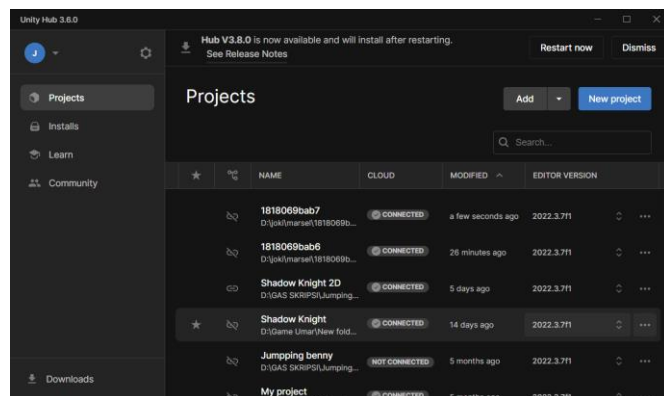 Unity Hub 3.6.0
J
Hub V3.8.0 is now available and will install after restarting.
See Release Notes
Restart now
Dismiss
Projects
Installs
Learn
Community
Downloads
Projects
Add
New project
Search...
NAME CLOUD MODIFIED EDITOR VERSION
1818069bab7 CONNECTED a few seconds ago 2022.3.7f1
D:\joki\marsel\1818069b...
1818069bab6 CONNECTED 26 minutes ago 2022.3.7f1
D:\joki\marsel\1818069b...
Shadow Knight 2D CONNECTED 5 days ago 2022.3.7f1
D:\GAS SKRIPSI\Jumping...
Shadow Knight CONNECTED 14 days ago 2022.3.7f1
D:\Game Umar\New fold...
Jumpping benny NOT CONNECTED 5 months ago 2022.3.7f1
D:\GAS SKRIPSI\Jumping...
My project CONNECTED